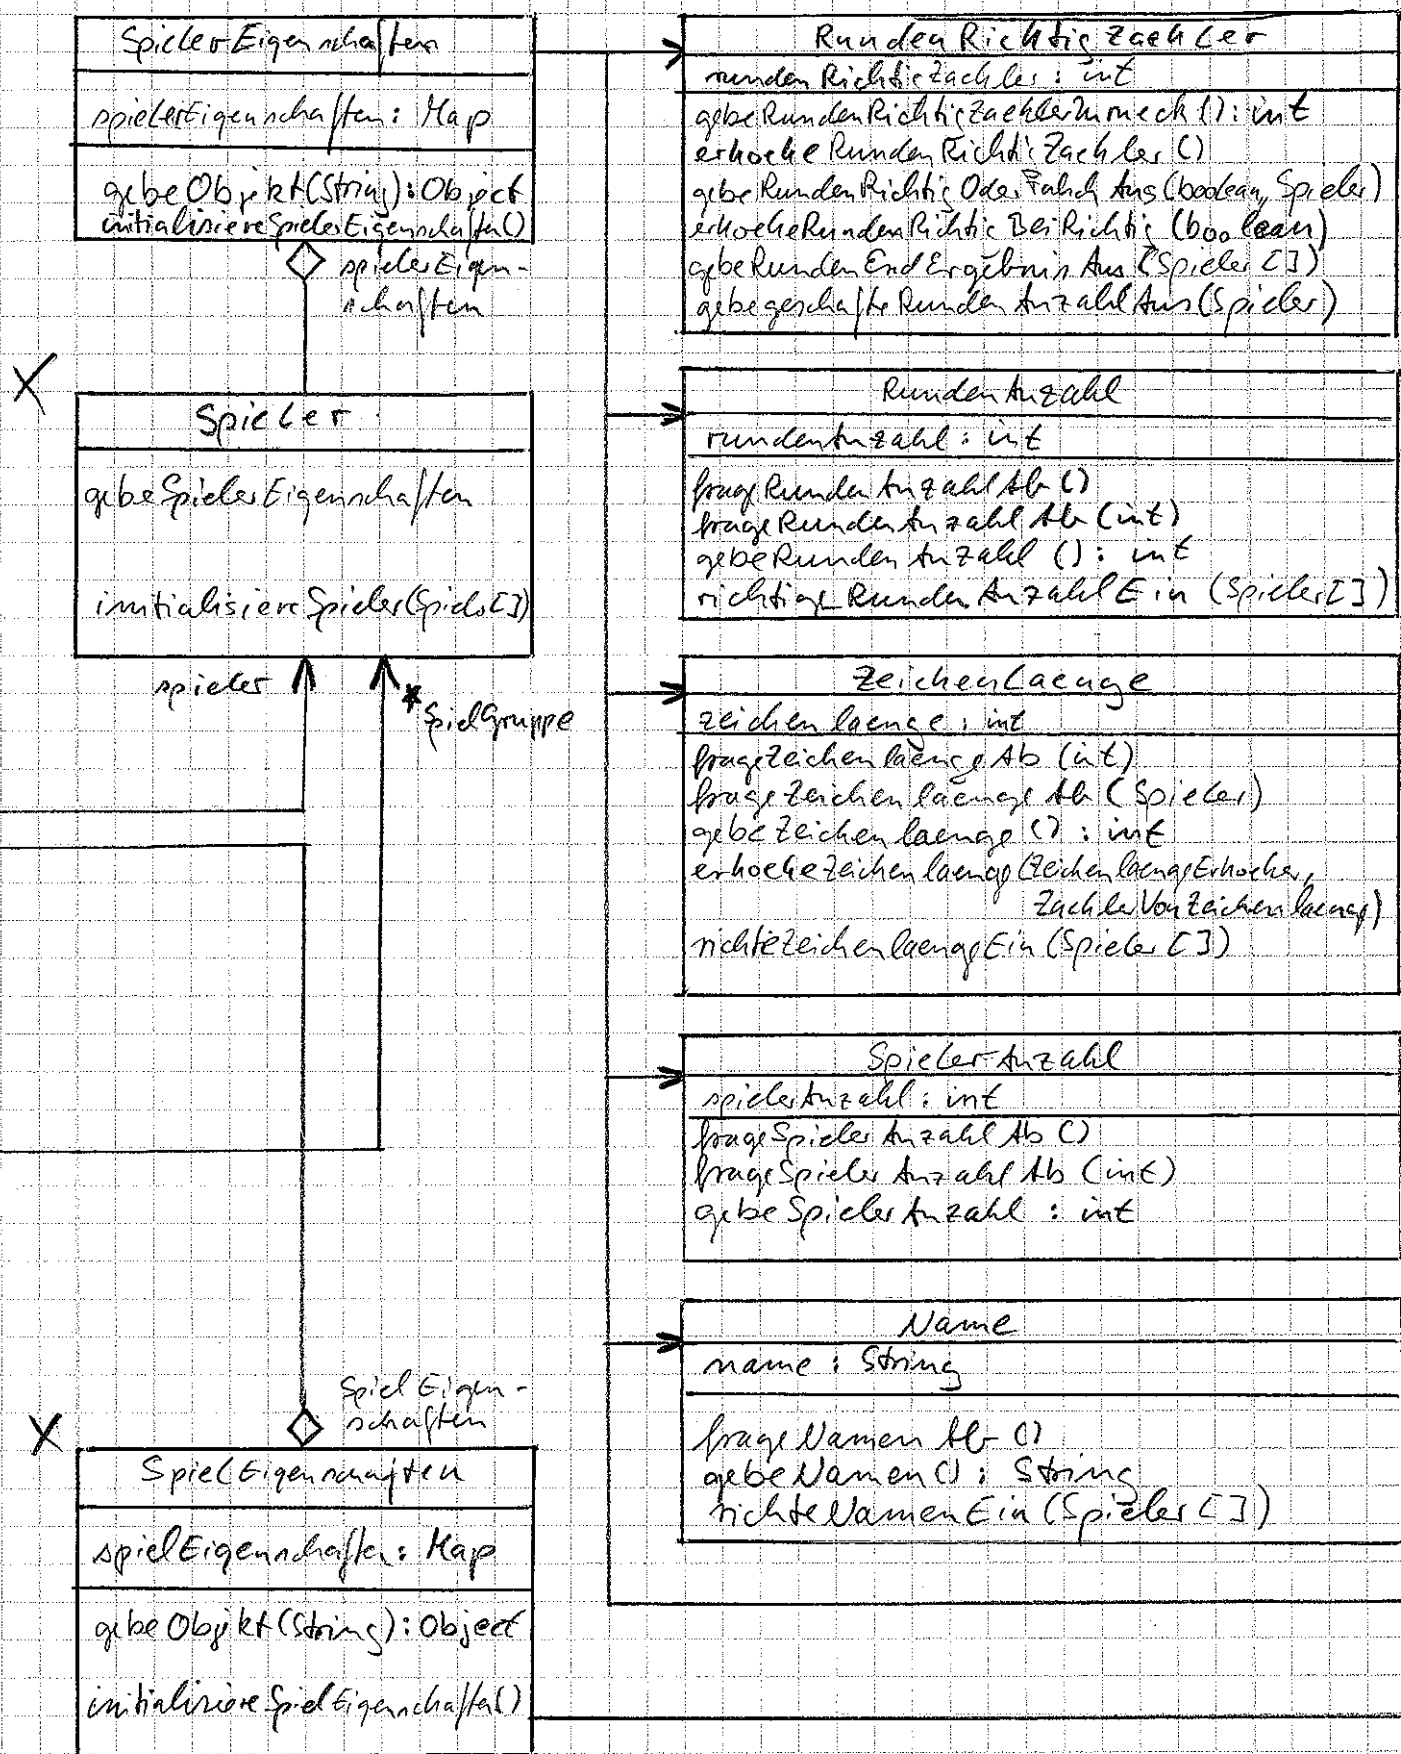 SpielerEigenschaften
spielerEigenschaften: Map
gebeObjekt(String): Object
initialisiereSpielerEigenschaften()
spielerEigen-
schaften
X
Spieler
gebeSpielerEigenschaften
initialisiereSpieler(Spieler[])
spieler
*
SpielGruppe
Spiel Eigen-
schaften
X
SpielEigenschaften
spielEigenschaften: Map
gebeObjekt(String): Object
initialisiereSpielEigenschaften()
RundenRichtigZaehler
rundenRichtigZaehler: int
gebeRundenRichtigZaehlerZurueck(): int
erhoeheRundenRichtigZaehler()
gebeRundenRichtigOderFalschAus(boolean, Spieler)
erhoeheRundenRichtigBeiRichtig(boolean)
gebeRundenEndErgebnisAus(Spieler[])
gebegeschafteRundenAnzahlAus(Spieler)
RundenAnzahl
rundenAnzahl: int
frageRundenAnzahlAb()
frageRundenAnzahlAb(int)
gebeRundenAnzahl(): int
richtigeRundenAnzahlEin(Spieler[])
ZeichenLaenge
zeichenlaenge: int
frageZeichenlaengeAb(int)
frageZeichenlaengeAb(Spieler)
gebeZeichenlaenge(): int
erhoeheZeichenlaenge(ZeichenlaengeErhoeher,
ZaehlerVonZeichenlaenge)
richteZeichenlaengeEin(Spieler[])
SpielerAnzahl
spielerAnzahl: int
frageSpielerAnzahlAb()
frageSpielerAnzahlAb(int)
gebeSpielerAnzahl: int
Name
name: String
frageNamenAb()
gebeNamen(): String
richteNamenEin(Spieler[])